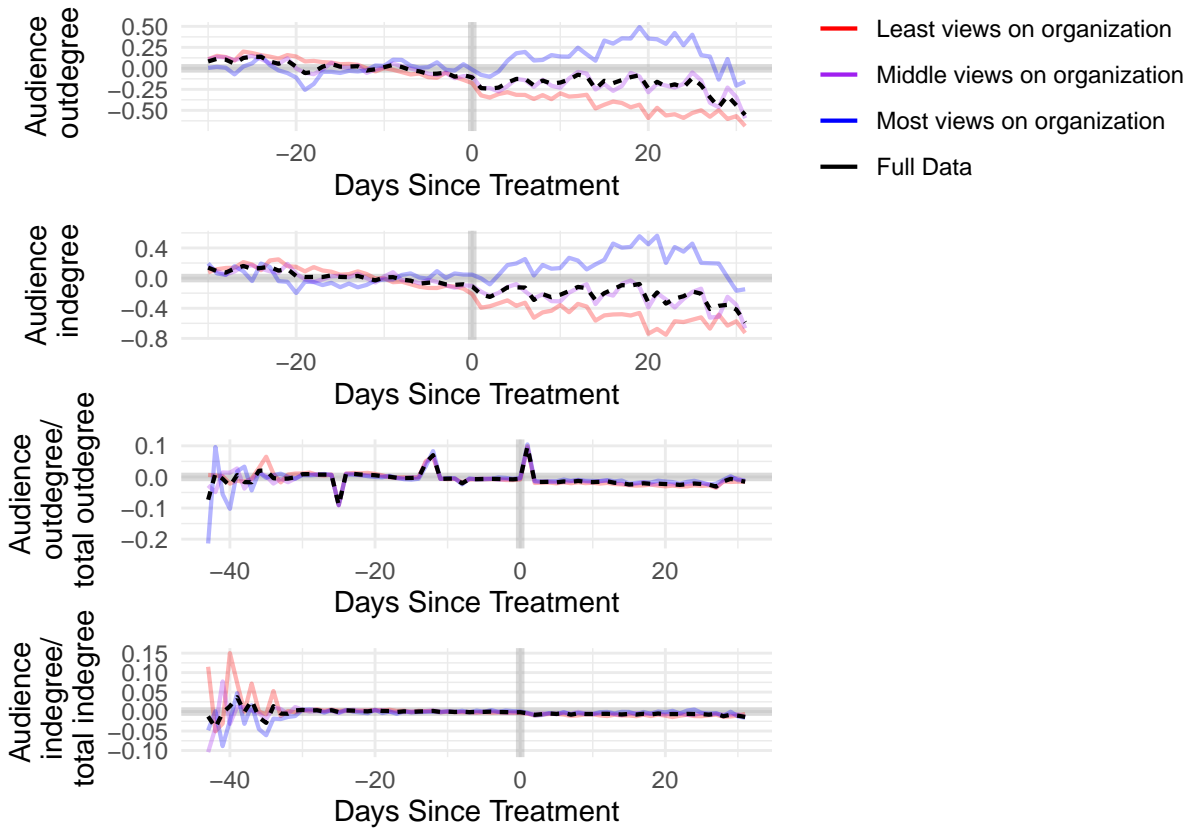 Audience
outdegree
0.50
0.25
0.00
−0.25
−0.50
−20
0
20
Days Since Treatment
Least views on organization
Middle views on organization
Most views on organization
Full Data
Audience
indegree
0.4
0.0
−0.4
−0.8
−20
0
20
Days Since Treatment
Audience
outdegree/
total outdegree
0.1
0.0
−0.1
−0.2
−40
−20
0
20
Days Since Treatment
Audience
indegree/
total indegree
0.15
0.10
0.05
0.00
−0.05
−0.10
−40
−20
0
20
Days Since Treatment